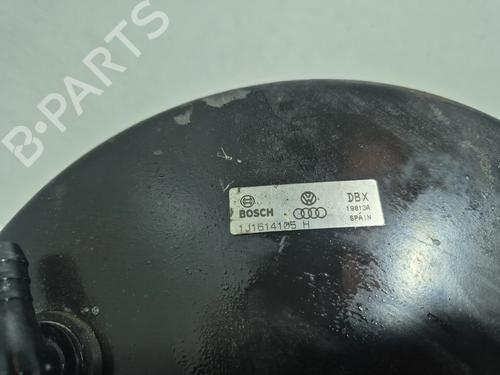 B-PARTS
BOSCH DBX
19813A
SPAIN
1J1614105 H